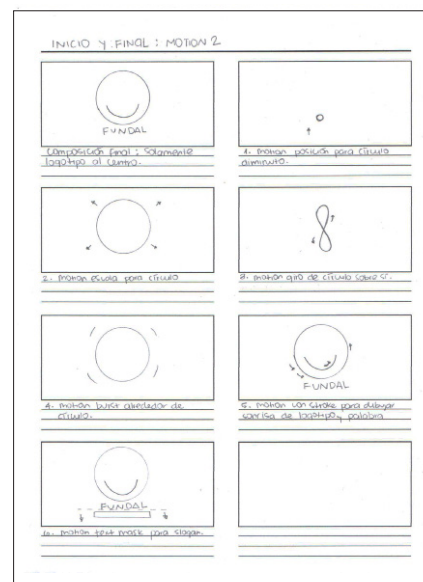 INICIO Y FINAL : MOTION 2
FUNDAL
Composición final : Solamente
logotipo al centro.
1. motion posición para círculo
diminuto.
2. motion escala para círculo
3. motion giro de círculo sobre sí.
4. motion burst alrededor de
círculo.
FUNDAL
5. motion con stroke para dibujar
sonrisa de logotipo y palabra
FUNDAL
motion text mask para slogan.